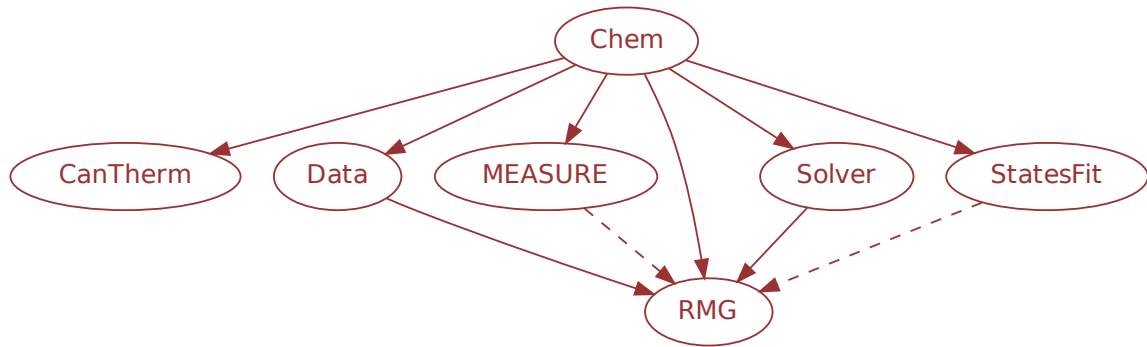 Chem
CanTherm
Data
MEASURE
Solver
StatesFit
RMG